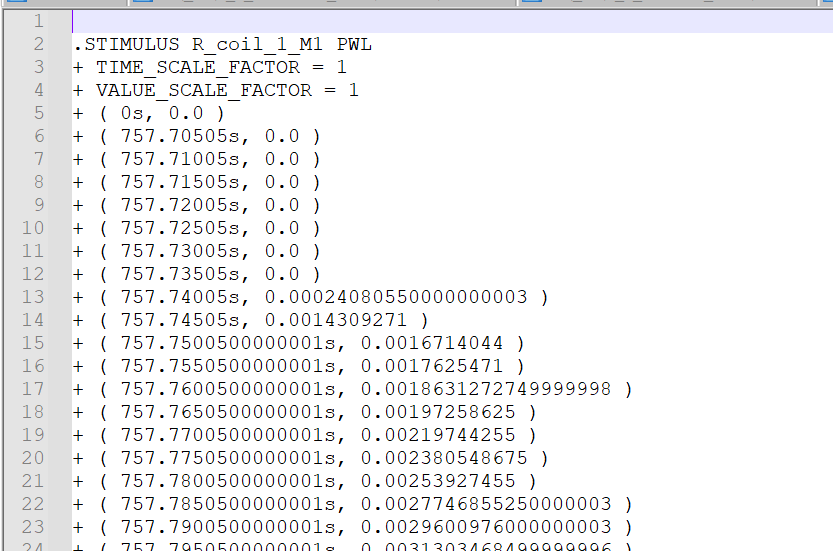 1
2 .STIMULUS R_coil_1_M1 PWL
3 + TIME_SCALE_FACTOR = 1
4 + VALUE_SCALE_FACTOR = 1
5 + ( 0s, 0.0 )
6 + ( 757.70505s, 0.0 )
7 + ( 757.71005s, 0.0 )
8 + ( 757.71505s, 0.0 )
9 + ( 757.72005s, 0.0 )
10 + ( 757.72505s, 0.0 )
11 + ( 757.73005s, 0.0 )
12 + ( 757.73505s, 0.0 )
13 + ( 757.74005s, 0.00024080550000000003 )
14 + ( 757.74505s, 0.0014309271 )
15 + ( 757.7500500000001s, 0.0016714044 )
16 + ( 757.7550500000001s, 0.0017625471 )
17 + ( 757.7600500000001s, 0.0018631272749999998 )
18 + ( 757.7650500000001s, 0.00197258625 )
19 + ( 757.7700500000001s, 0.00219744255 )
20 + ( 757.7750500000001s, 0.002380548675 )
21 + ( 757.7800500000001s, 0.00253927455 )
22 + ( 757.7850500000001s, 0.0027746855250000003 )
23 + ( 757.7900500000001s, 0.0029600976000000003 )
24 + ( 757.7950500000001s, 0.0031303468499999996 )